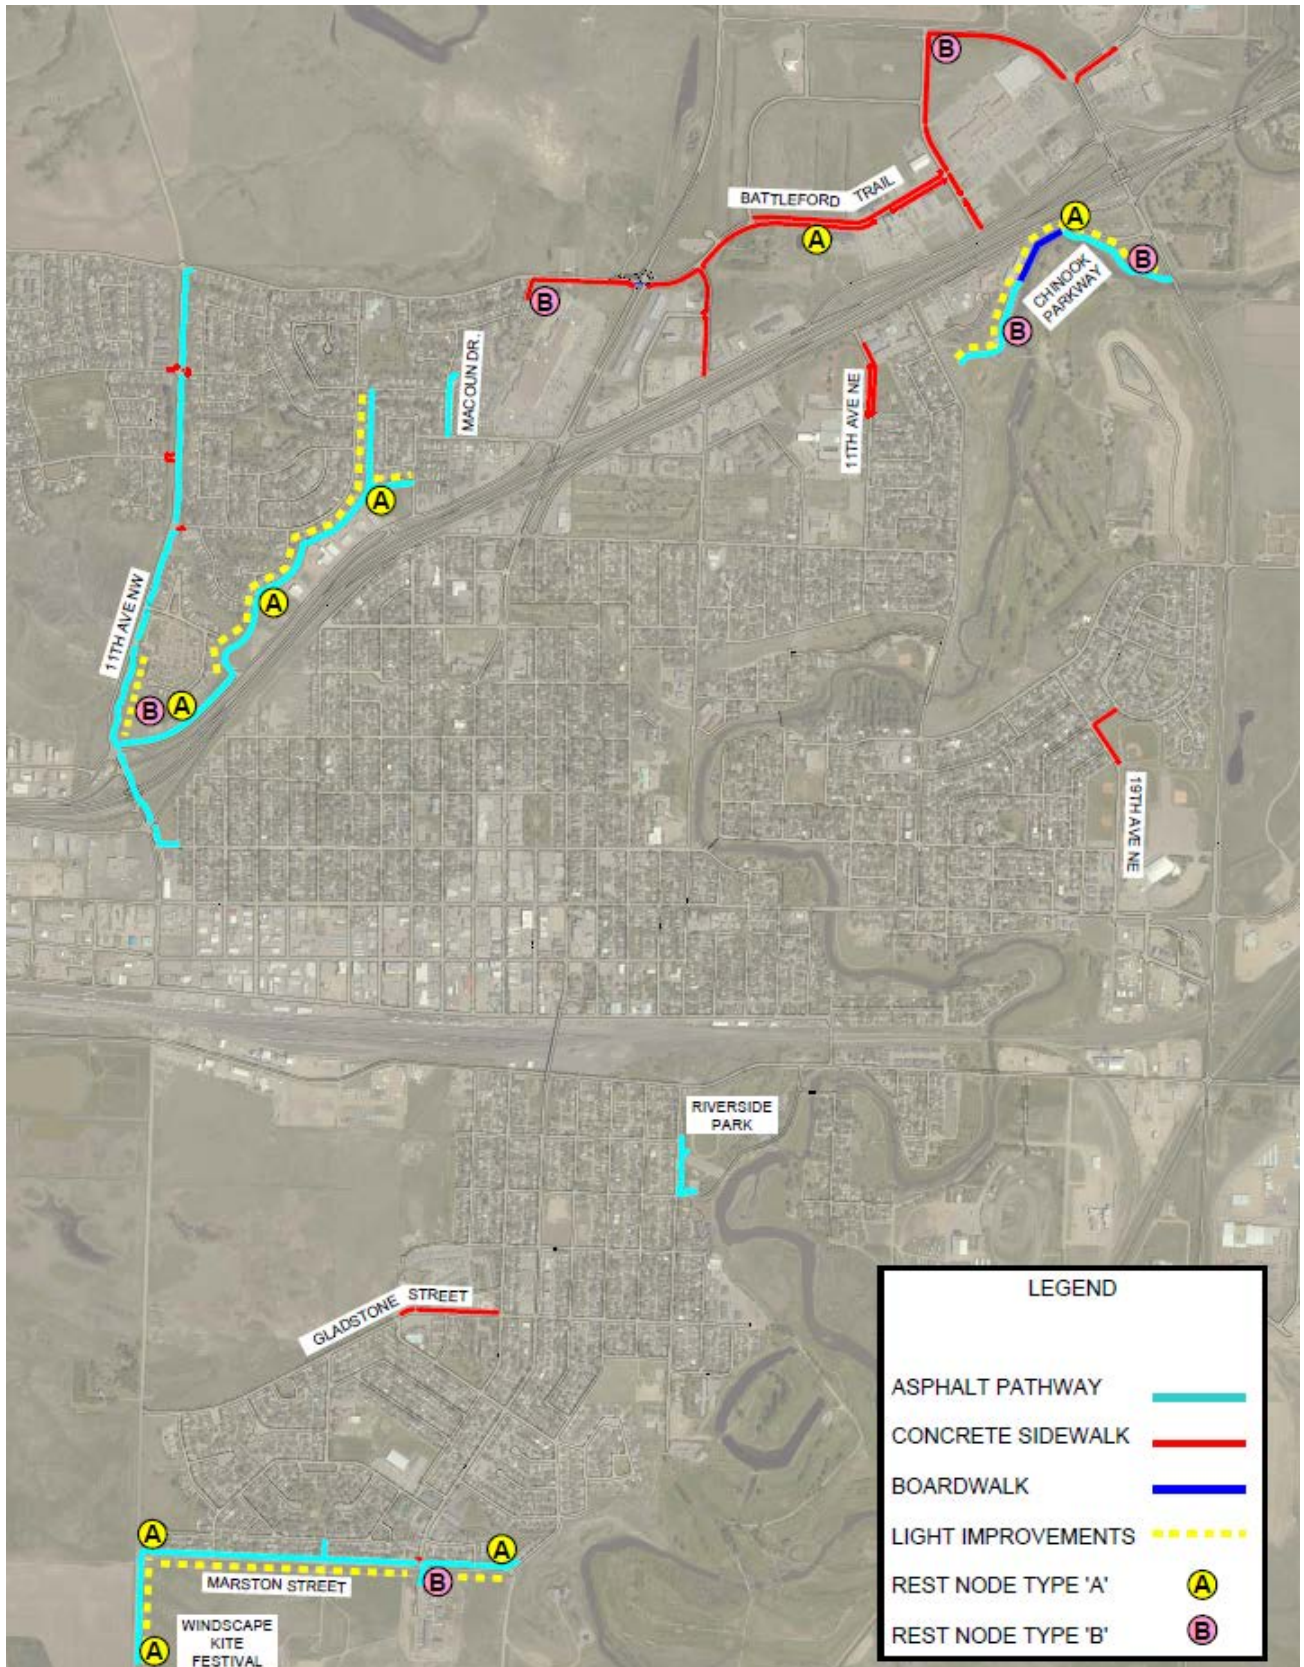 B
BATTLEFORD TRAIL
A
A
B
CHINOOK
PARKWAY
B
B
MACOUN DR.
11TH AVE NE
A
A
11TH AVE NW
B
A
19TH AVE NE
RIVERSIDE
PARK
GLADSTONE STREET
A
A
B
MARSTON STREET
A
WINDSCAPE
KITE
FESTIVAL
LEGEND
ASPHALT PATHWAY
CONCRETE SIDEWALK
BOARDWALK
LIGHT IMPROVEMENTS
REST NODE TYPE 'A' A
REST NODE TYPE 'B' B